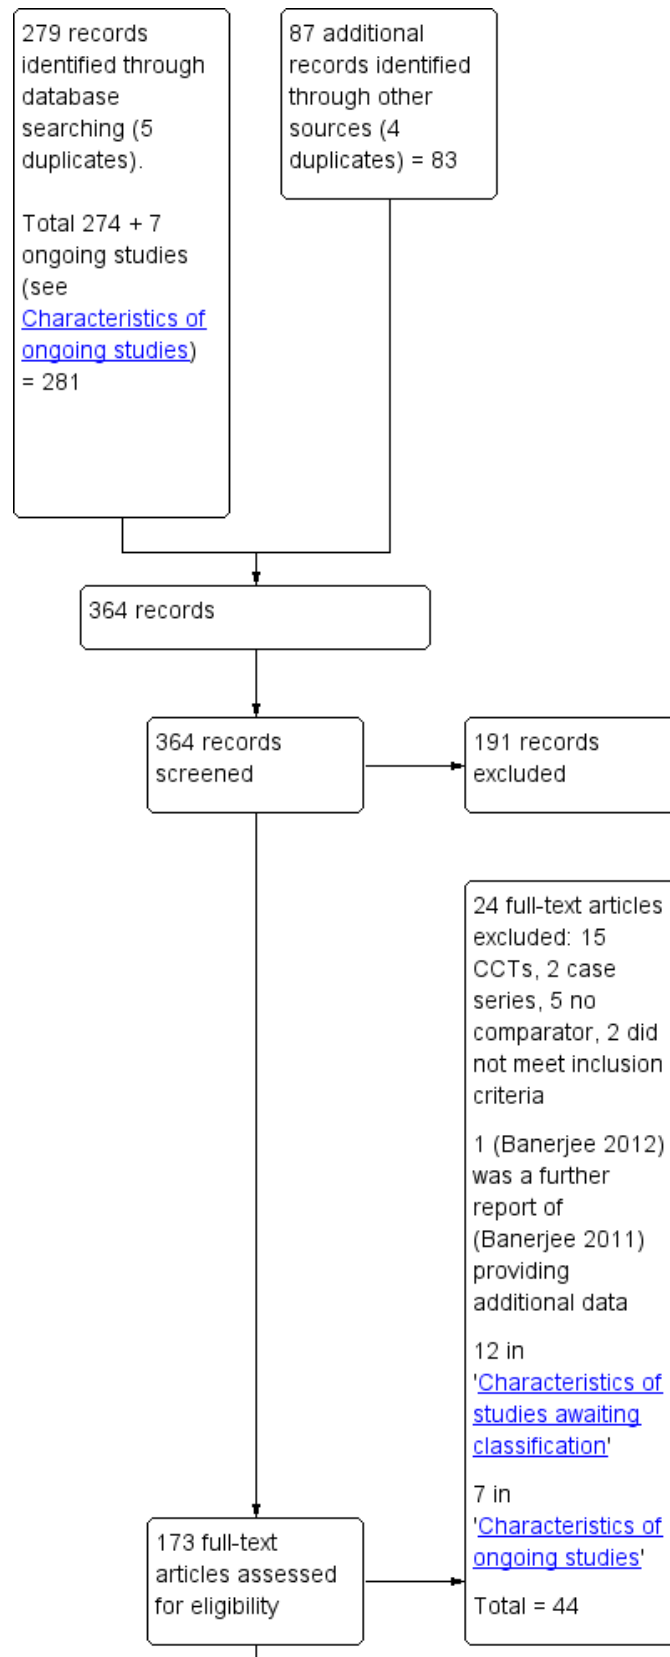 279 records
identified through
database
searching (5
duplicates).
Total 274 + 7
ongoing studies
(see
Characteristics of
ongoing studies)
= 281
87 additional
records identified
through other
sources (4
duplicates) = 83
364 records
364 records
screened
191 records
excluded
24 full-text articles
excluded: 15
CCTs, 2 case
series, 5 no
comparator, 2 did
not meet inclusion
criteria
1 (Banerjee 2012)
was a further
report of
(Banerjee 2011)
providing
additional data
12 in
'Characteristics of
studies awaiting
classification'
7 in
'Characteristics of
ongoing studies'
Total = 44
173 full-text
articles assessed
for eligibility